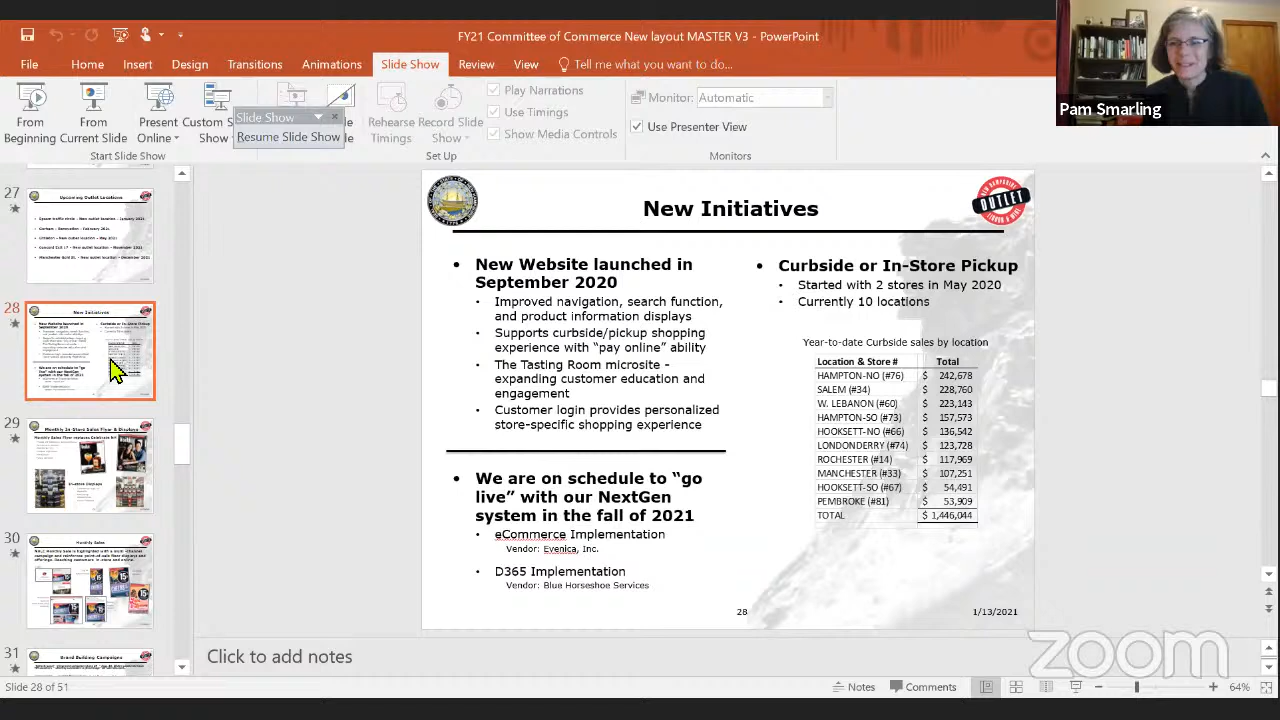 FY21 Committee of Commerce New layout MASTER V3 - PowerPoint
Pam Smarling
File Home Insert Design Transitions Animations Slide Show Review View Tell me what you want to do...
From Beginning
From Current Slide
Present Online
Custom Slide Show
Start Slide Show
Slide Show
Resume Slide Show
Rehearse Timings
Record Slide Show
Play Narrations
Use Timings
Show Media Controls
Set Up
Monitor: Automatic
Use Presenter View
Monitors
27
Upcoming Outlet Locations
28
New Initiatives
29
Monthly In-Store Sales Flyer & Displays
In-store Displays
30
Monthly Sales
31
Brand Building Campaigns
New Initiatives
NEW HAMPSHIRE
OUTLET
LIQUOR & WINE
• New Website launched in
September 2020
• Improved navigation, search function,
and product information displays
• Supports curbside/pickup shopping
experience with “pay online” ability
• The Tasting Room microsite -
expanding customer education and
engagement
• Customer login provides personalized
store-specific shopping experience
• We are on schedule to “go
live” with our NextGen
system in the fall of 2021
• eCommerce Implementation
Vendor: Evenica, Inc.
• D365 Implementation
Vendor: Blue Horseshoe Services
• Curbside or In-Store Pickup
• Started with 2 stores in May 2020
• Currently 10 locations
Year-to-date Curbside sales by location
Location & Store # Total
HAMPTON-NO (#76) $ 242,678
SALEM (#34) $ 228,760
W. LEBANON (#60) $ 223,143
HAMPTON-SO (#73) $ 157,573
HOOKSETT-NO (#66) $ 136,542
LONDONDERRY (#74) $ 123,728
ROCHESTER (#14) $ 117,969
MANCHESTER (#33) $ 107,251
HOOKSETT-SO (#67) $ 54,491
PEMBROKE (#81) $ 53,909
TOTAL $ 1,446,044
28
1/13/2021
Click to add notes
zoom
Slide 28 of 51
Notes
Comments
64%